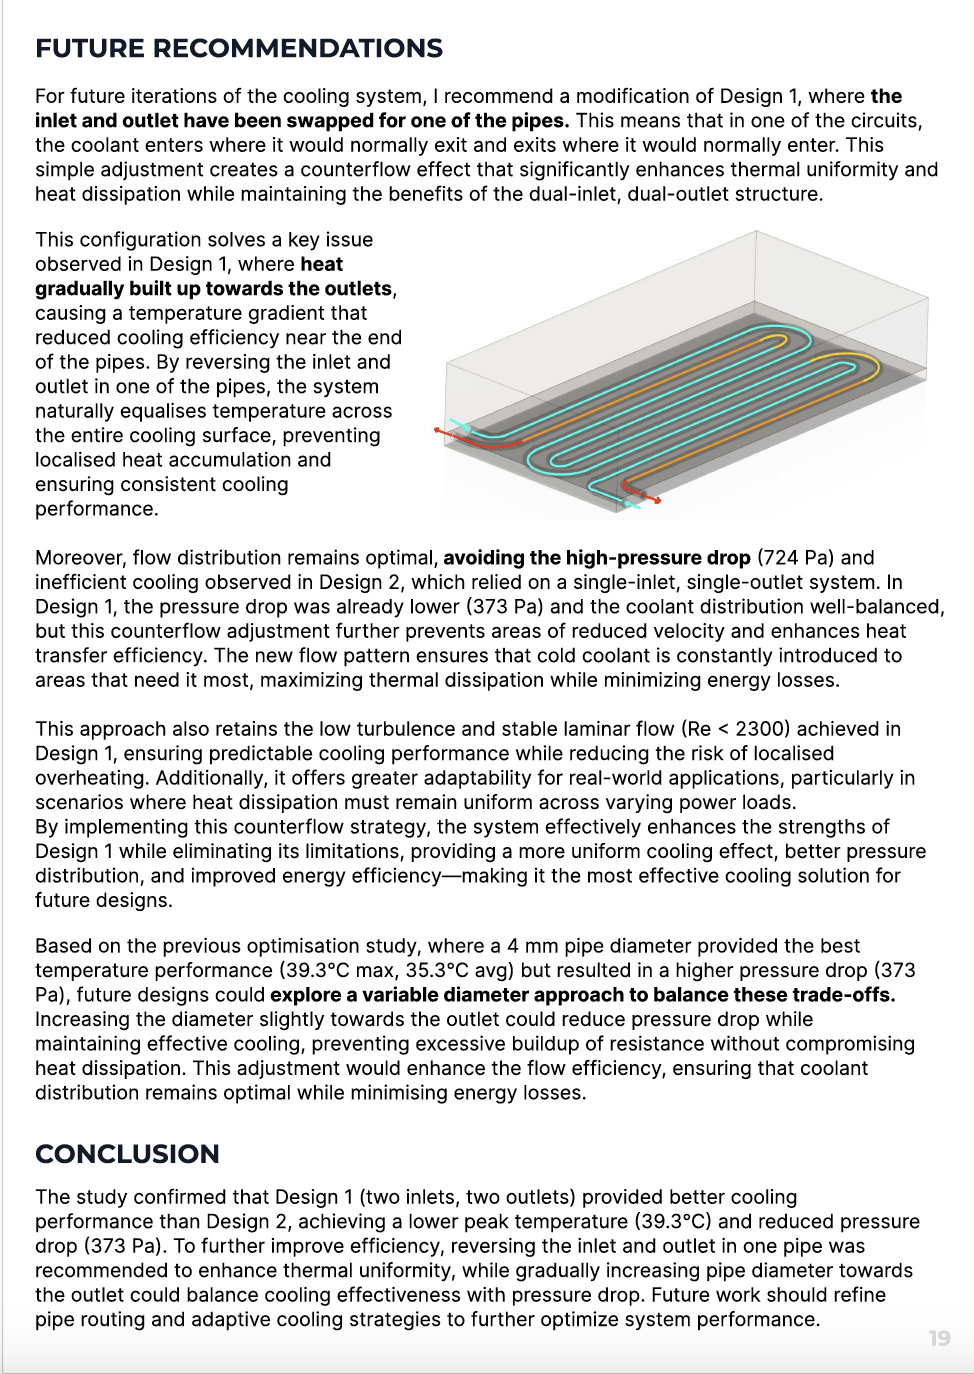 FUTURE RECOMMENDATIONS
For future iterations of the cooling system, I recommend a modification of Design 1, where the
inlet and outlet have been swapped for one of the pipes. This means that in one of the circuits,
the coolant enters where it would normally exit and exits where it would normally enter. This
simple adjustment creates a counterflow effect that significantly enhances thermal uniformity and
heat dissipation while maintaining the benefits of the dual-inlet, dual-outlet structure.
This configuration solves a key issue
observed in Design 1, where heat
gradually built up towards the outlets,
causing a temperature gradient that
reduced cooling efficiency near the end
of the pipes. By reversing the inlet and
outlet in one of the pipes, the system
naturally equalises temperature across
the entire cooling surface, preventing
localised heat accumulation and
ensuring consistent cooling
performance.
Moreover, flow distribution remains optimal, avoiding the high-pressure drop (724 Pa) and
inefficient cooling observed in Design 2, which relied on a single-inlet, single-outlet system. In
Design 1, the pressure drop was already lower (373 Pa) and the coolant distribution well-balanced,
but this counterflow adjustment further prevents areas of reduced velocity and enhances heat
transfer efficiency. The new flow pattern ensures that cold coolant is constantly introduced to
areas that need it most, maximizing thermal dissipation while minimizing energy losses.
This approach also retains the low turbulence and stable laminar flow (Re < 2300) achieved in
Design 1, ensuring predictable cooling performance while reducing the risk of localised
overheating. Additionally, it offers greater adaptability for real-world applications, particularly in
scenarios where heat dissipation must remain uniform across varying power loads.
By implementing this counterflow strategy, the system effectively enhances the strengths of
Design 1 while eliminating its limitations, providing a more uniform cooling effect, better pressure
distribution, and improved energy efficiency—making it the most effective cooling solution for
future designs.
Based on the previous optimisation study, where a 4 mm pipe diameter provided the best
temperature performance (39.3°C max, 35.3°C avg) but resulted in a higher pressure drop (373
Pa), future designs could explore a variable diameter approach to balance these trade-offs.
Increasing the diameter slightly towards the outlet could reduce pressure drop while
maintaining effective cooling, preventing excessive buildup of resistance without compromising
heat dissipation. This adjustment would enhance the flow efficiency, ensuring that coolant
distribution remains optimal while minimising energy losses.
CONCLUSION
The study confirmed that Design 1 (two inlets, two outlets) provided better cooling
performance than Design 2, achieving a lower peak temperature (39.3°C) and reduced pressure
drop (373 Pa). To further improve efficiency, reversing the inlet and outlet in one pipe was
recommended to enhance thermal uniformity, while gradually increasing pipe diameter towards
the outlet could balance cooling effectiveness with pressure drop. Future work should refine
pipe routing and adaptive cooling strategies to further optimize system performance.
19